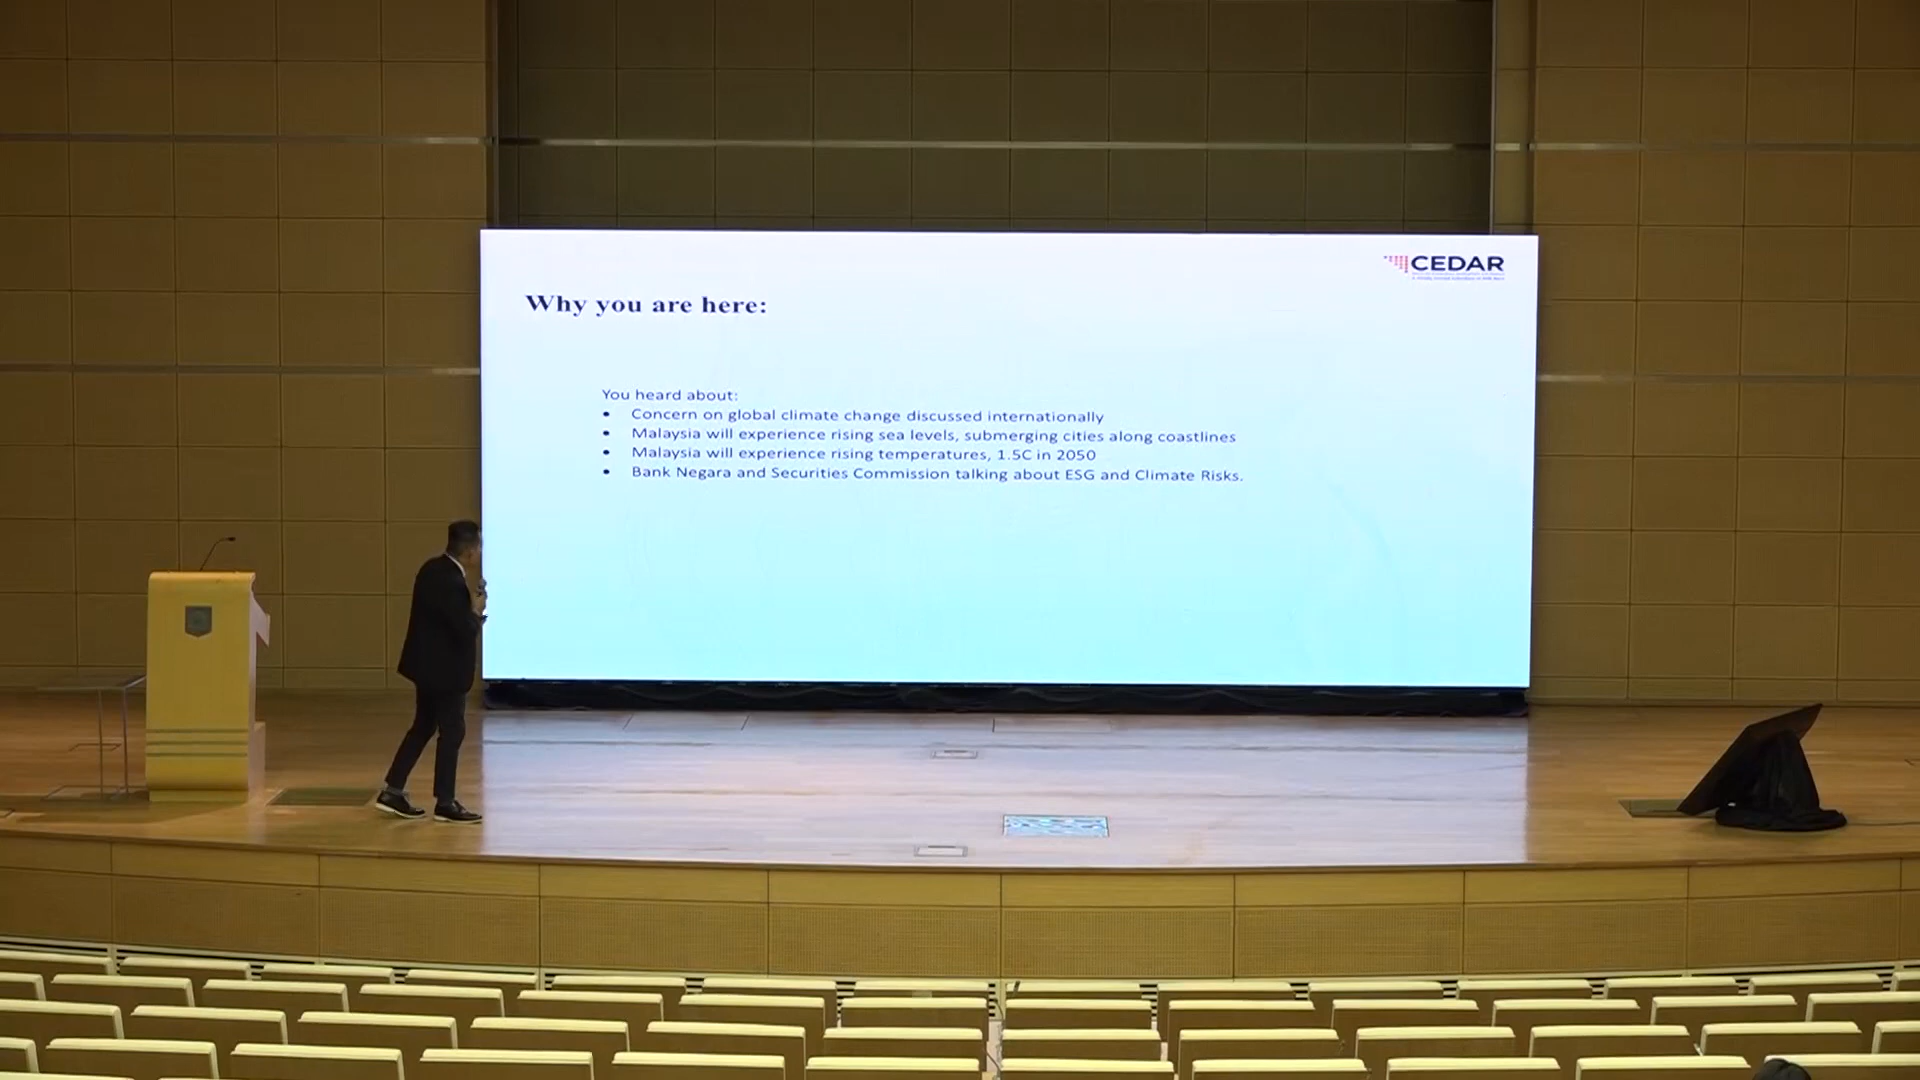 CEDAR
Why you are here:
You heard about:
• Concern on global climate change discussed internationally
• Malaysia will experience rising sea levels, submerging cities along coastlines
• Malaysia will experience rising temperatures, 1.5C in 2050
• Bank Negara and Securities Commission talking about ESG and Climate Risks.